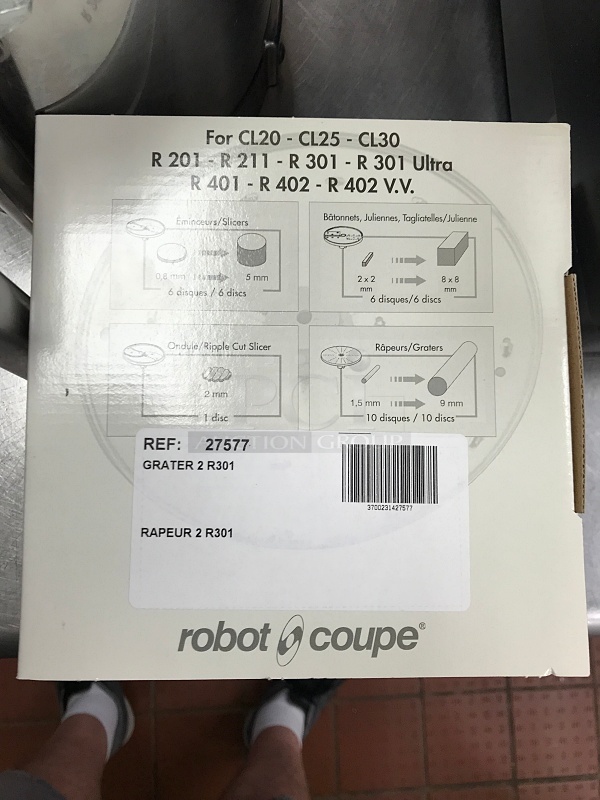 For CL20 - CL25 - CL30
R 201 - R 211 - R 301 - R 301 Ultra
R 401 - R 402 - R 402 V.V.
Eminceurs/Slicers
0,8 mm 5 mm
6 disques / 6 discs
Bâtonnets, Juliennes, Tagliatelles/Julienne
2 x 2 mm 8 x 8 mm
6 disques/6 discs
Ondule/Ripple Cut Slicer
2 mm
1 disc
Râpeurs/Graters
1,5 mm 9 mm
10 disques / 10 discs
AUCTION GROUP
REF: 27577
GRATER 2 R301
3700231427577
RAPEUR 2 R301
robot coupe®